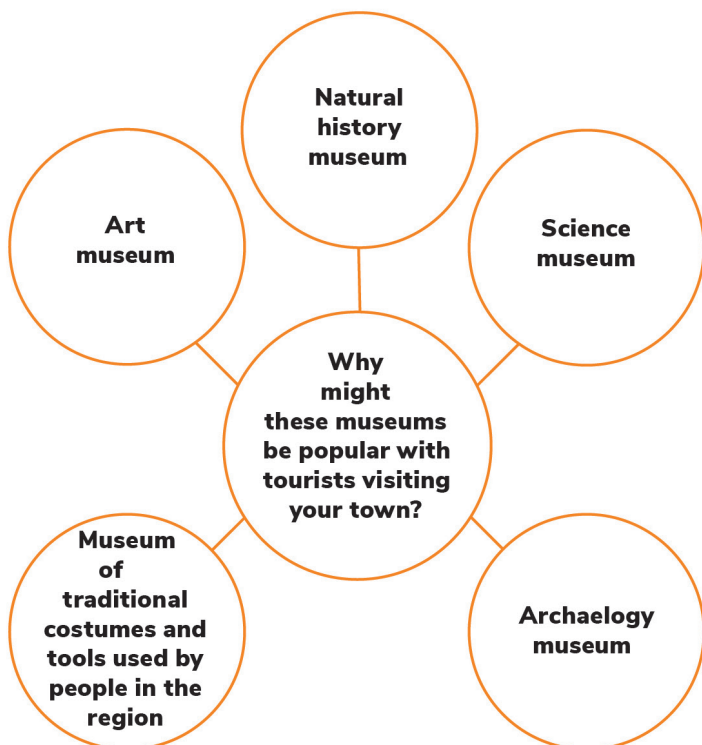 Natural
history
museum
Art
museum
Science
museum
Why
might
these museums
be popular with
tourists visiting
your town?
Museum
of
traditional
costumes and
tools used by
people in the
region
Archaelogy
museum